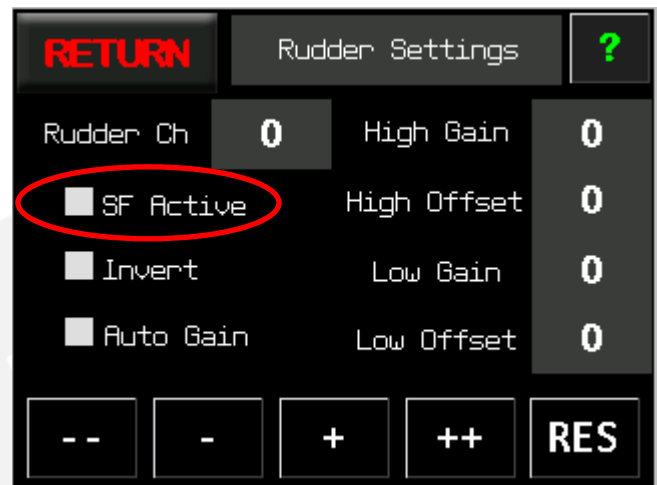 RETURN Rudder Settings ?
Rudder Ch 0 High Gain 0
SF Active High Offset 0
Invert Low Gain 0
Auto Gain Low Offset 0
-- - + ++ RES